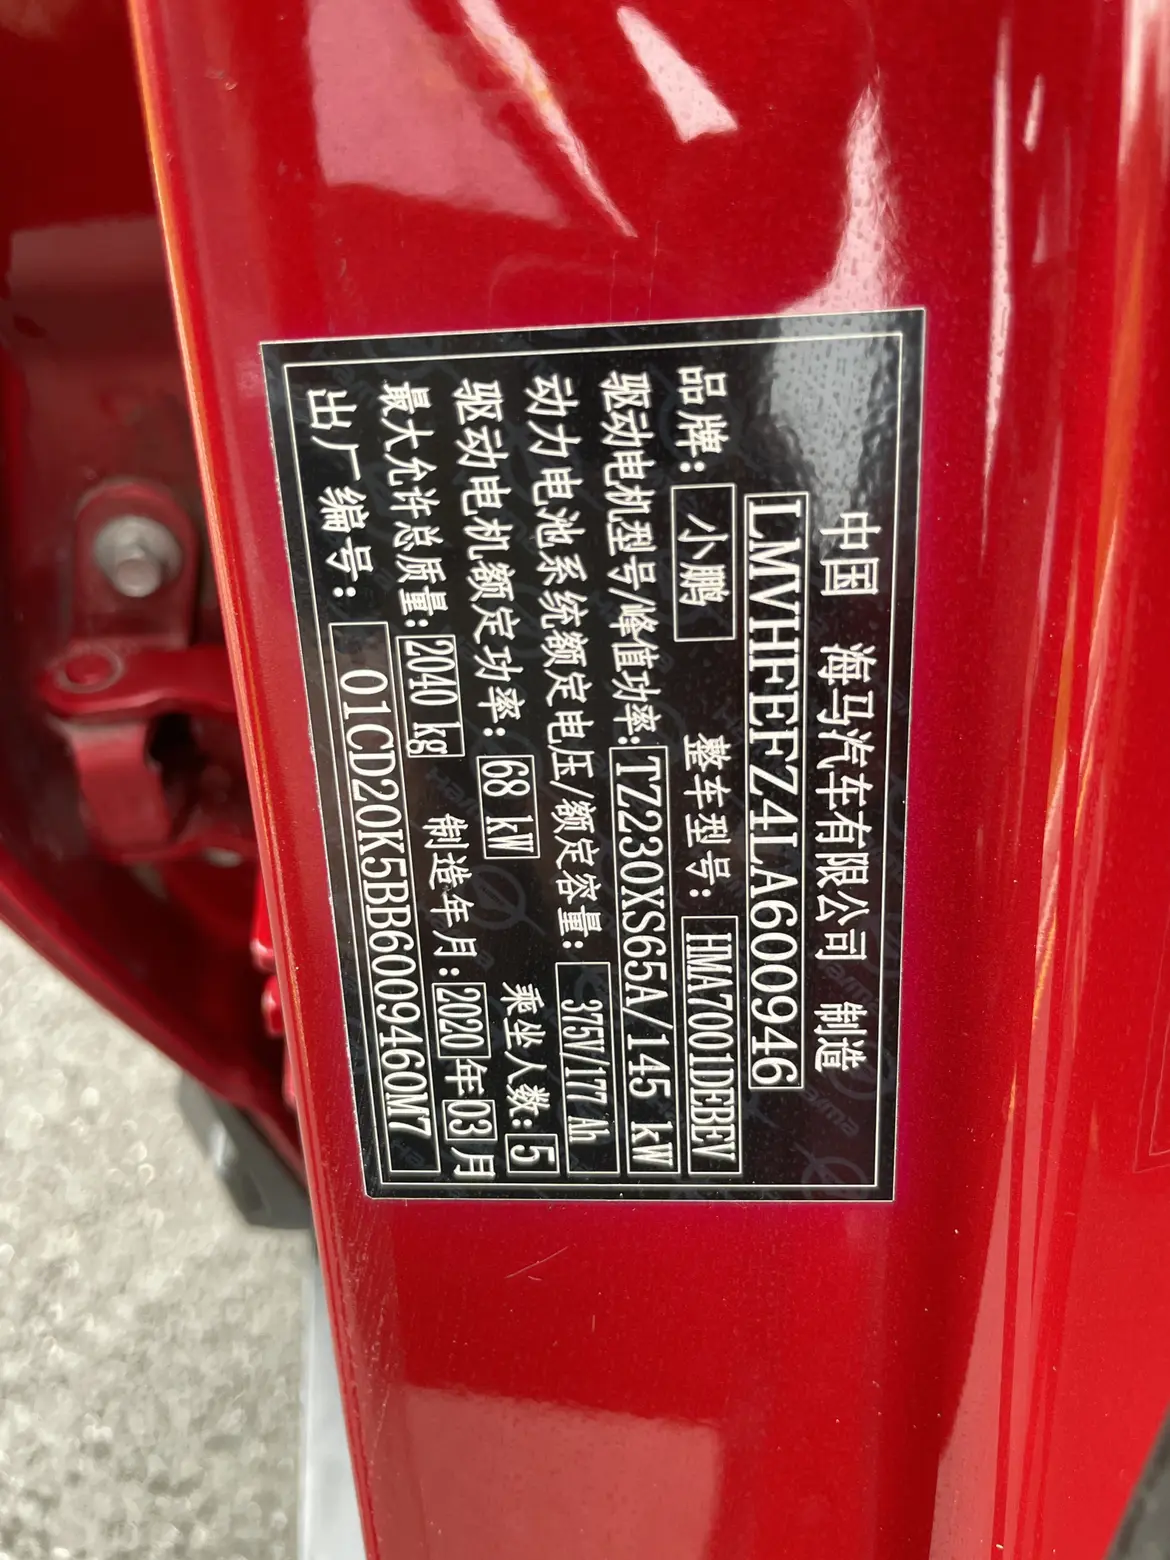 中国 海马汽车有限公司 制造
LMVHFEFZ4LA600946
品牌: 小鹏 整车型号: HMA7001DEBEV
驱动电机型号/峰值功率: TZ230XS65A/145 kW
动力电池系统额定电压/额定容量: 375V/177 Ah
驱动电机额定功率: 68 kW 乘坐人数: 5
最大允许总质量: 2040 kg 制造年月: 2020年03月
出厂编号: 01CD20K5BB6009460M7